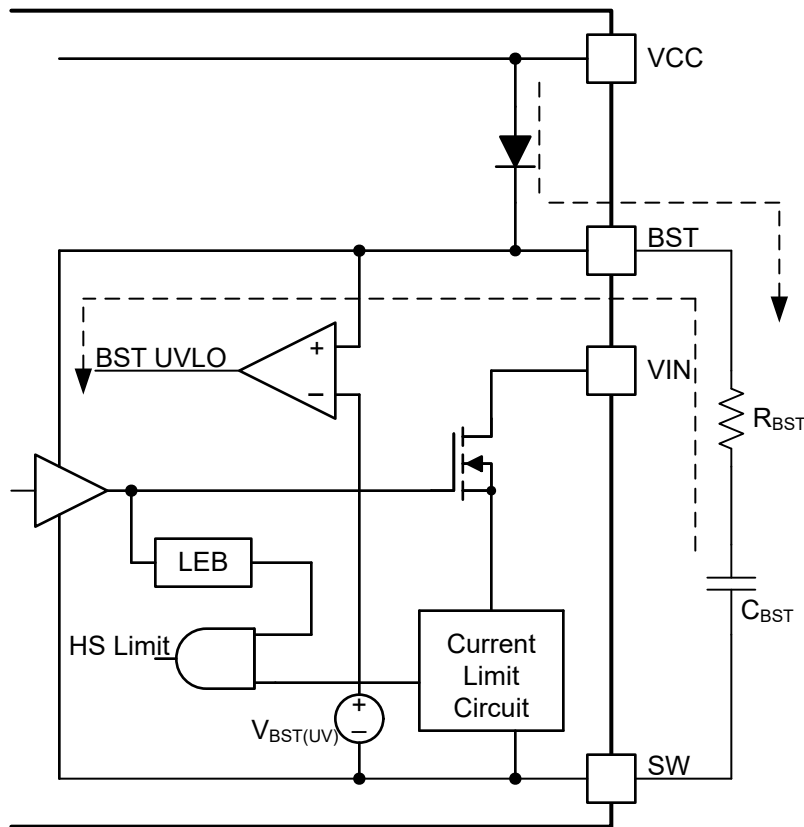 VCC
BST
BST UVLO
+
−
VIN
R_BST
LEB
C_BST
HS Limit
Current
Limit
Circuit
V_BST(UV)
+
−
SW